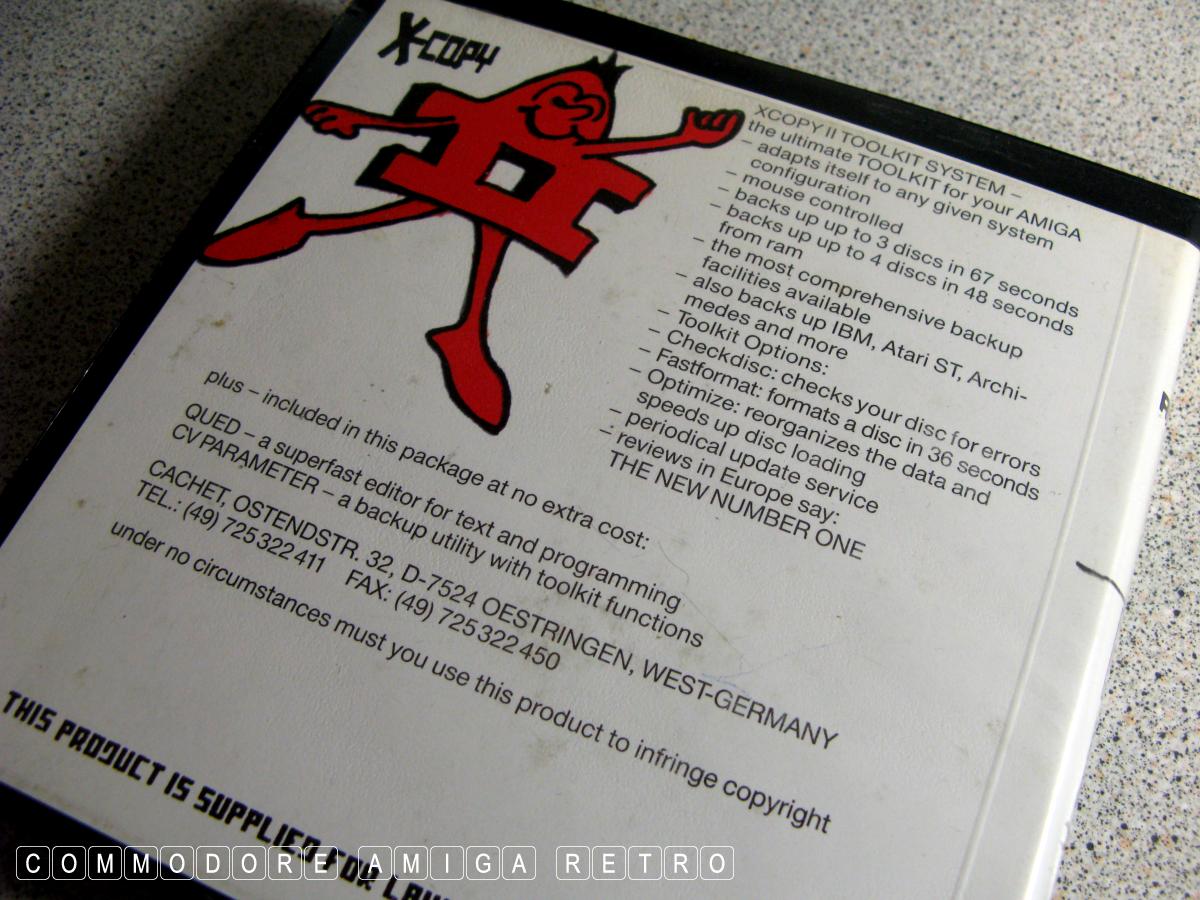 X-COPY
XCOPY II TOOLKIT SYSTEM –
the ultimate TOOLKIT for your AMIGA
– adapts itself to any given system
configuration
– mouse controlled
– backs up up to 3 discs in 67 seconds
– backs up up to 4 discs in 48 seconds
from ram
– the most comprehensive backup
facilities available
– also backs up IBM, Atari ST, Archi-
medes and more
– Toolkit Options:
– Checkdisc: checks your disc for errors
– Fastformat: formats a disc in 36 seconds
– Optimize: reorganizes the data and
speeds up disc loading
– periodical update service
– reviews in Europe say:
THE NEW NUMBER ONE
plus – included in this package at no extra cost:
QUED – a superfast editor for text and programming
CV PARAMETER – a backup utility with toolkit functions
CACHET, OSTENDSTR. 32, D-7524 OESTRINGEN, WEST-GERMANY
TEL.: (49) 725322411 FAX: (49) 725322450
under no circumstances must you use this product to infringe copyright
THIS PRODUCT IS SUPPLIED FOR
COMMODORE AMIGA RETRO